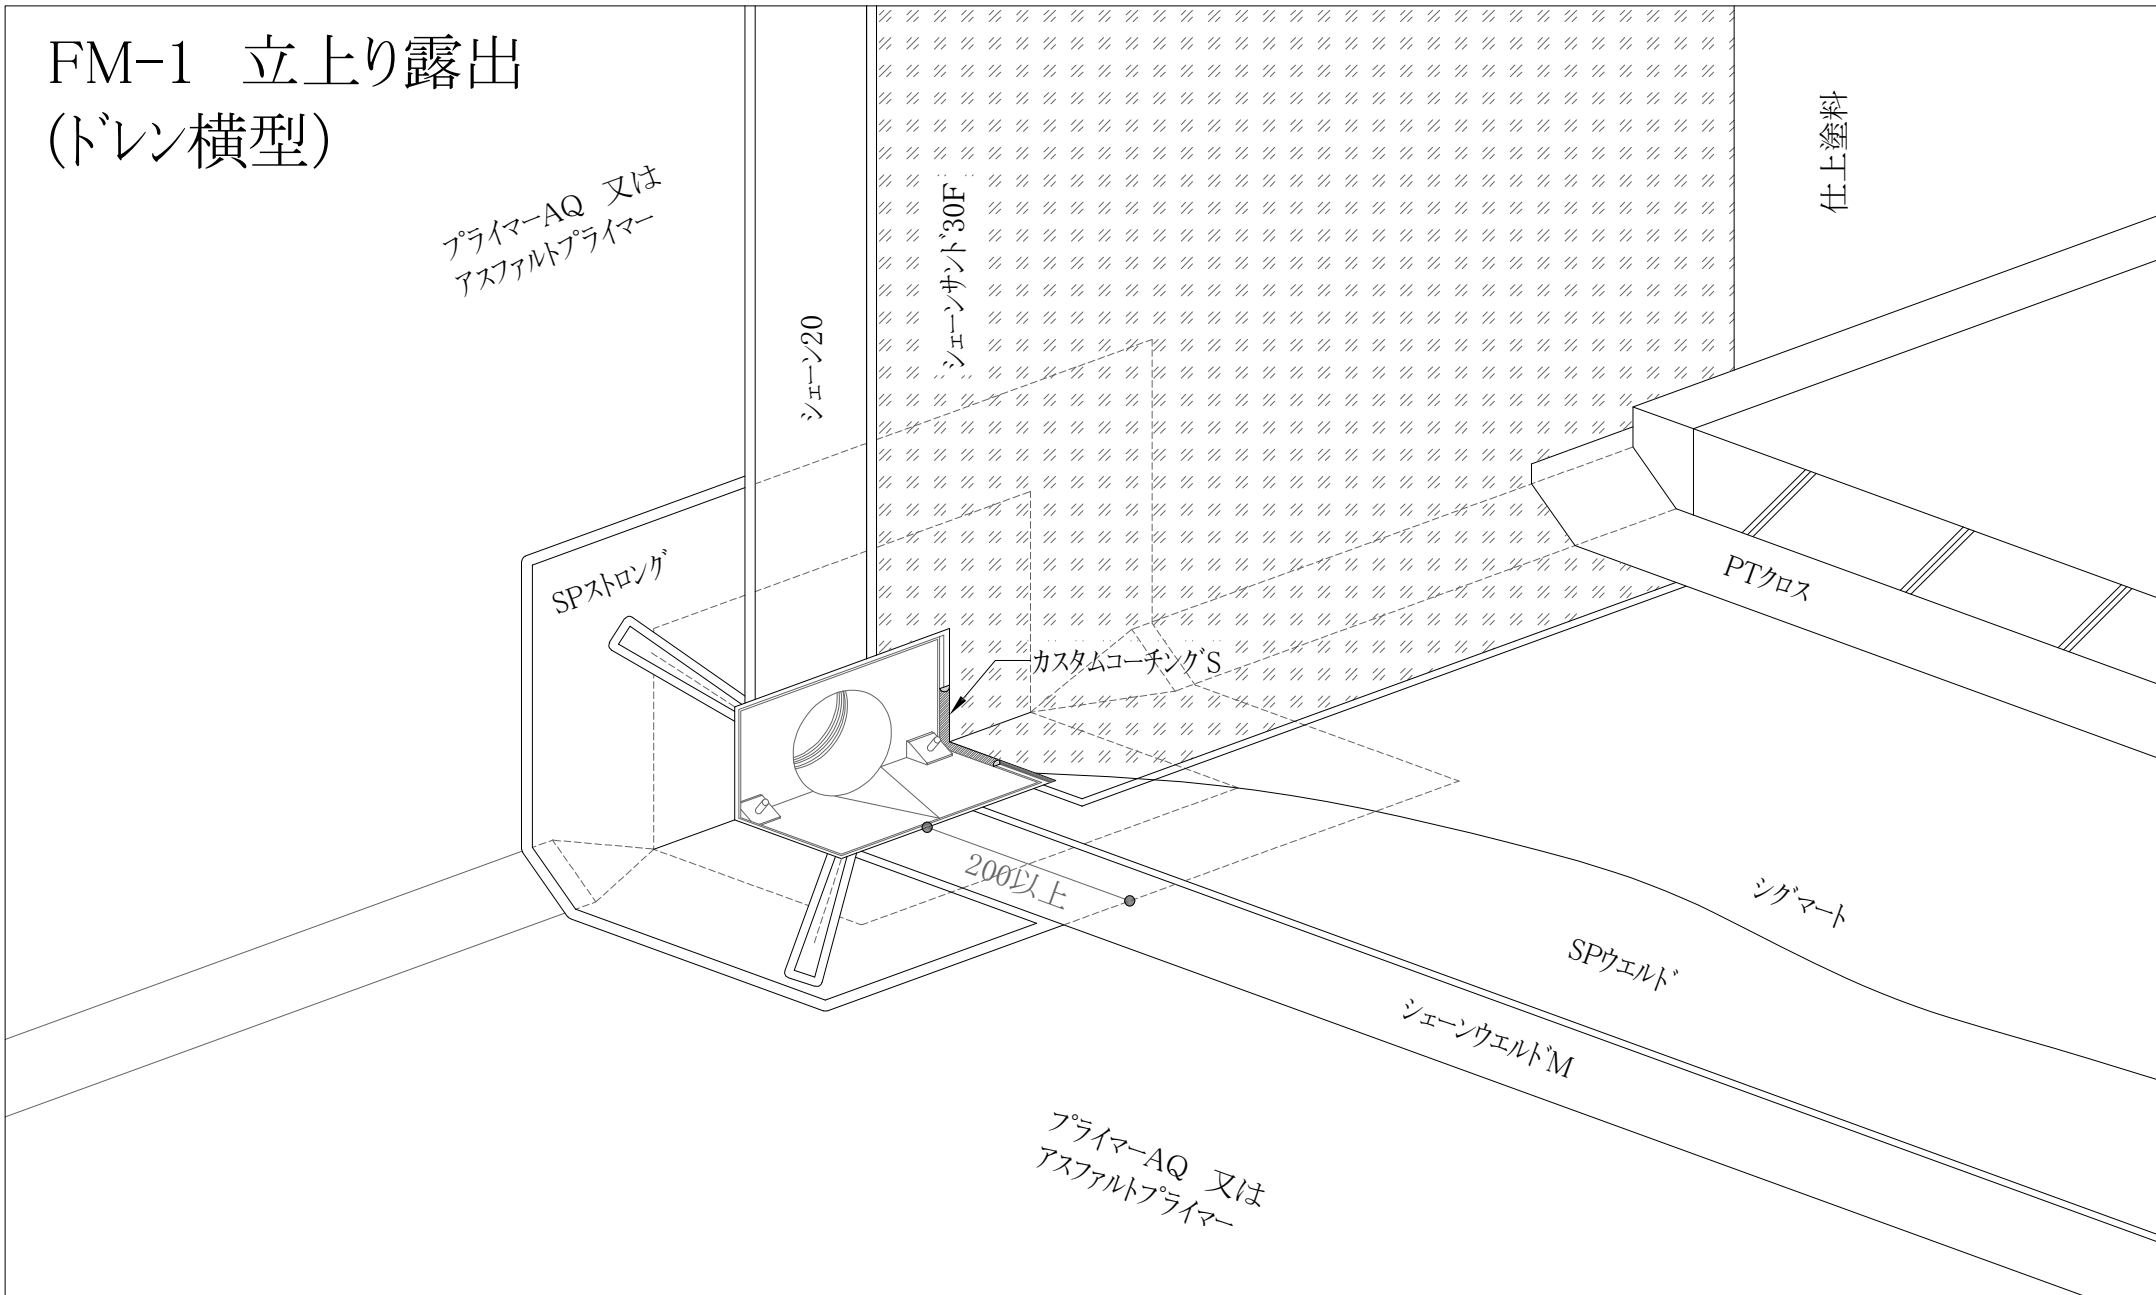 FM-1　立上り露出
(ドレン横型)
プライマーAQ　又は
アスファルトプライマー
シェーン20
シェーンサンド30F
仕上塗料
SPストロング
カスタムコーチングS
PTクロス
200以上
シグマート
SPウエルド
シェーンウエルドM
プライマーAQ　又は
アスファルトプライマー